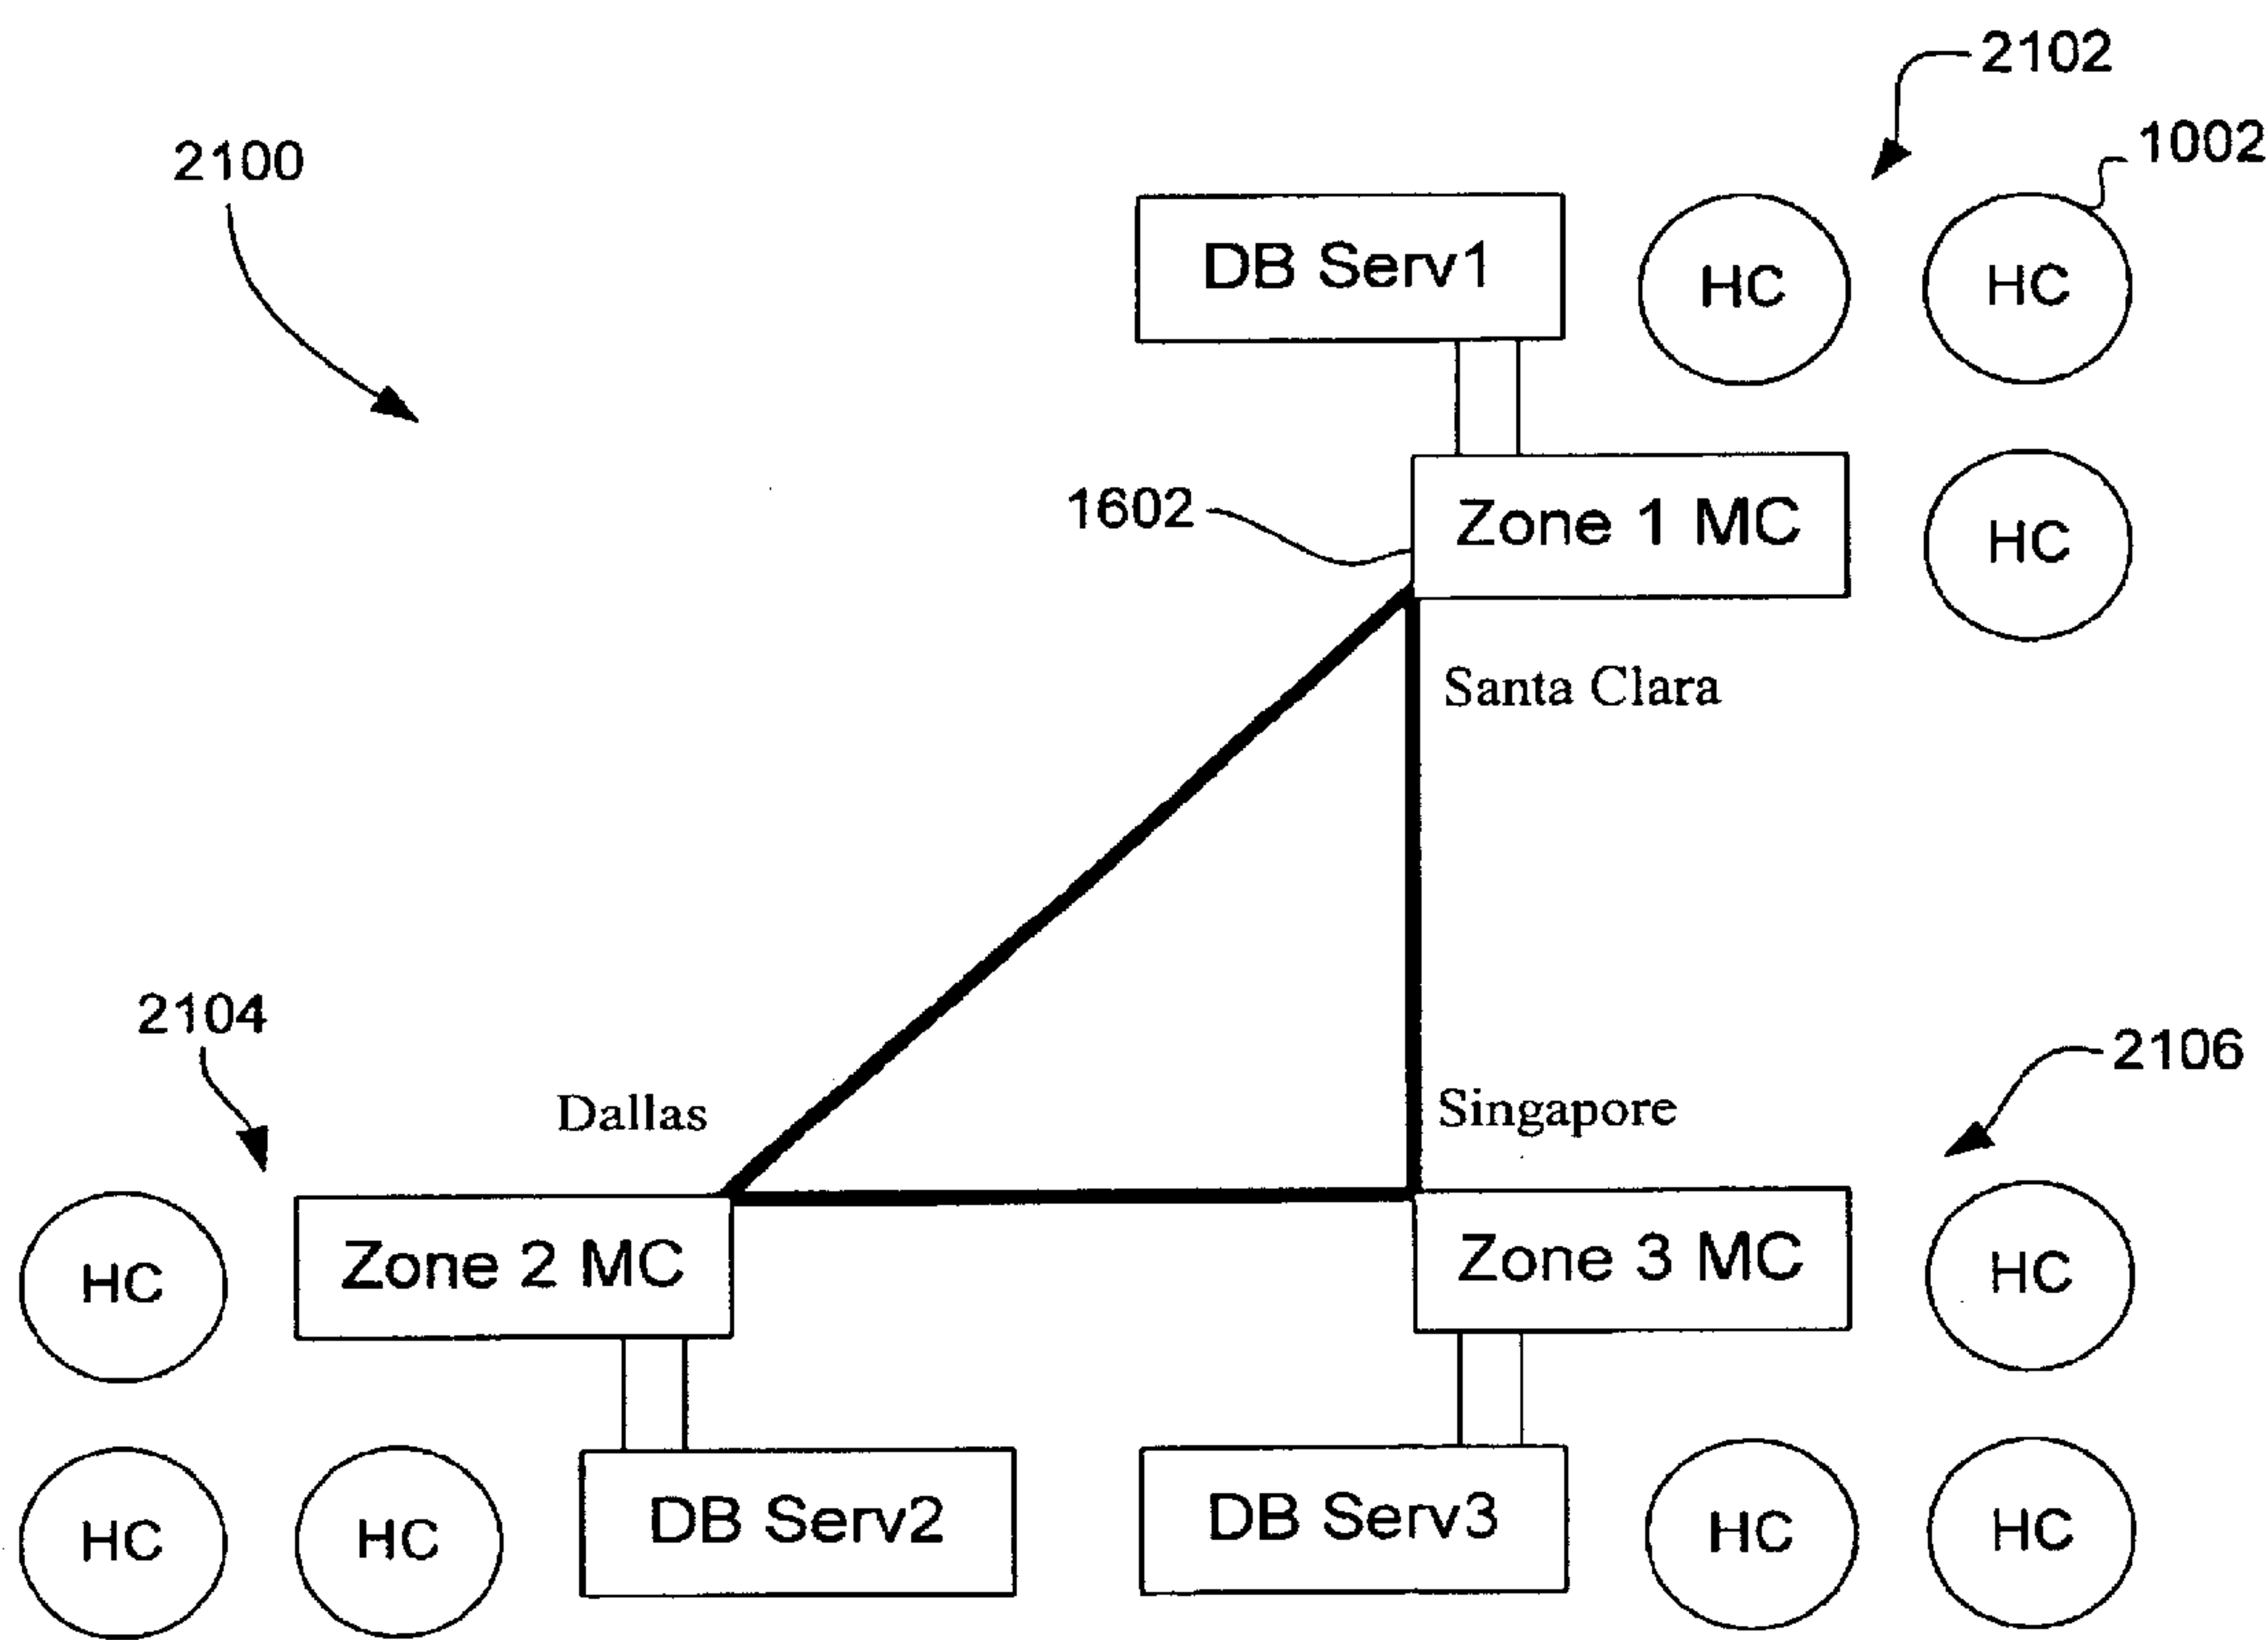 2102
1002
2100
DB Serv1
HC
HC
1602
Zone 1 MC
HC
Santa Clara
2104
2106
Dallas
Singapore
HC
Zone 2 MC
Zone 3 MC
HC
HC
HC
DB Serv2
DB Serv3
HC
HC